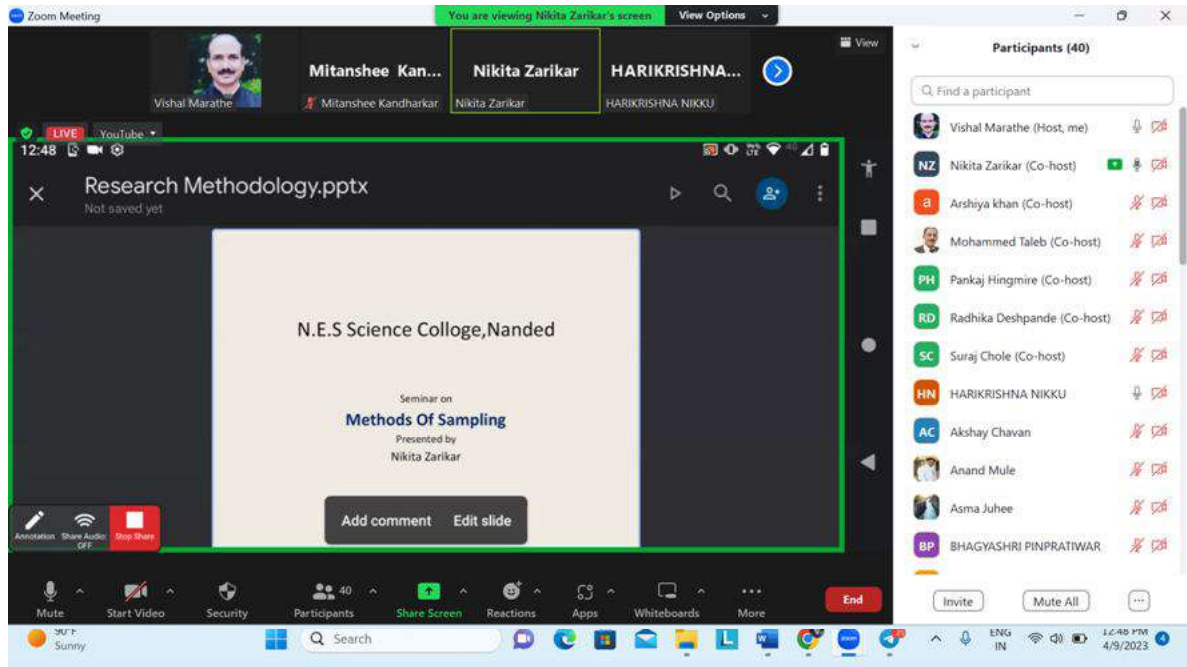 Zoom Meeting
You are viewing Nikita Zarikar's screen
View Options
View
Mitanshee Kan...
Nikita Zarikar
HARIKRISHNA...
Vishal Marathe
Mitanshee Kandharkar
Nikita Zarikar
HARIKRISHNA NIKKU
LIVE
YouTube
12:48
Research Methodology.pptx
Not saved yet
N.E.S Science Colloge,Nanded
Seminar on
Methods Of Sampling
Presented by
Nikita Zarikar
Add comment
Edit slide
Annotation
Share Audio: OFF
Stop Share
Mute
Start Video
Security
40
Participants
Share Screen
Reactions
Apps
Whiteboards
More
End
Participants (40)
Find a participant
Vishal Marathe (Host, me)
NZ Nikita Zarikar (Co-host)
a Arshiya khan (Co-host)
Mohammed Taleb (Co-host)
PH Pankaj Hingmire (Co-host)
RD Radhika Deshpande (Co-host)
SC Suraj Chole (Co-host)
HN HARIKRISHNA NIKKU
AC Akshay Chavan
Anand Mule
Asma Juhee
BP BHAGYASHRI PINPRATIWAR
Invite
Mute All
90°F
Sunny
Search
ENG
IN
12:48 PM
4/9/2023